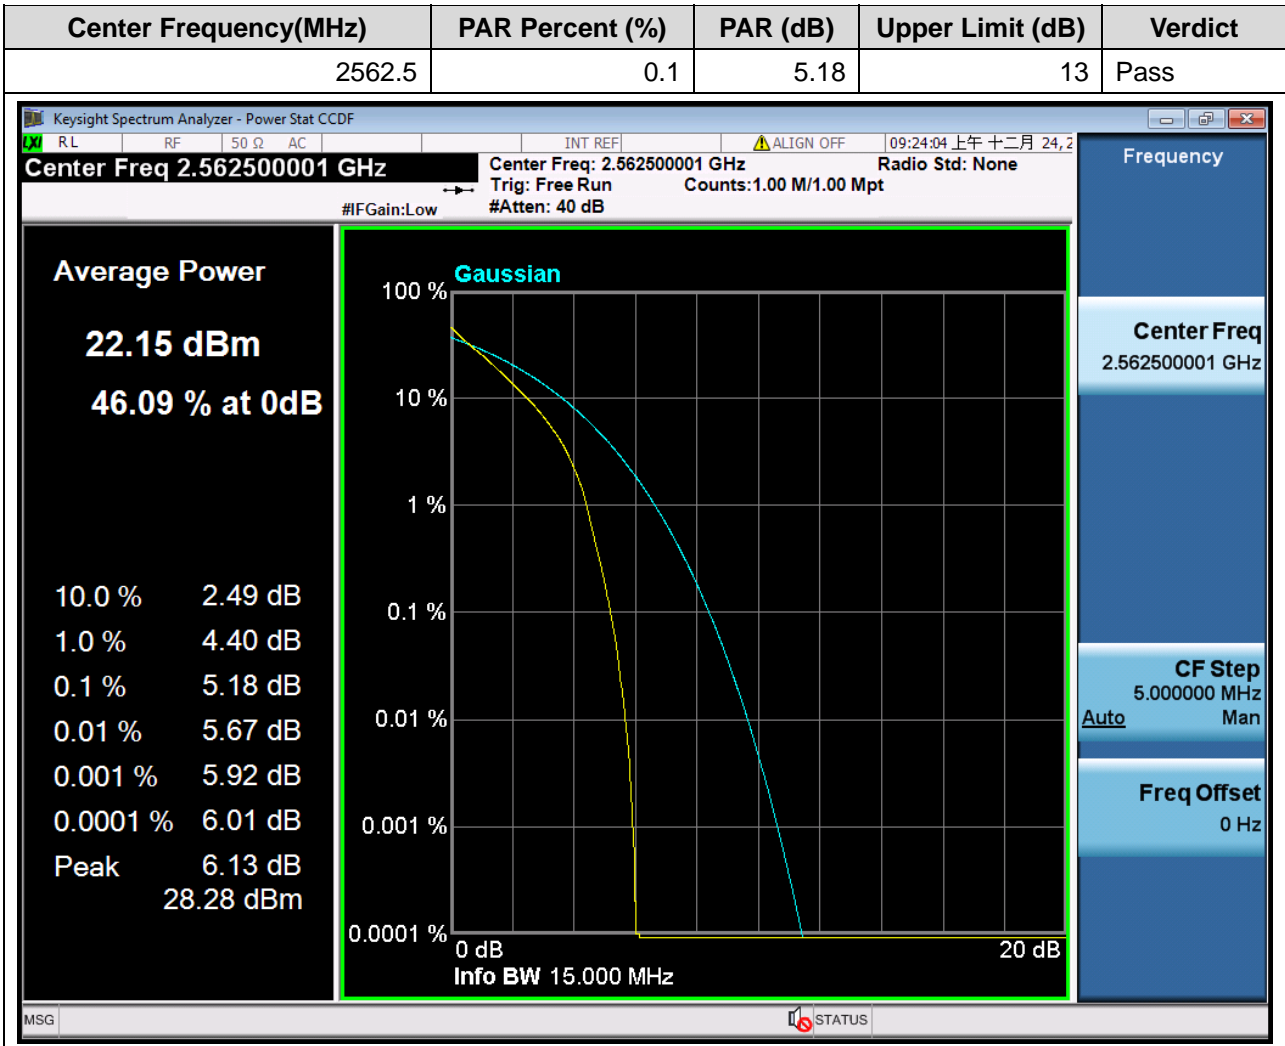 Center Frequency(MHz) PAR Percent (%) PAR (dB) Upper Limit (dB) Verdict
2562.5 0.1 5.18 13 Pass
Keysight Spectrum Analyzer - Power Stat CCDF
LXI RL RF 50 Ω AC INT REF ALIGN OFF 09:24:04 上午 十二月 24, 2
Center Freq 2.562500001 GHz
Center Freq: 2.562500001 GHz Radio Std: None
Trig: Free Run Counts:1.00 M/1.00 Mpt
#IFGain:Low #Atten: 40 dB
Frequency
Average Power
22.15 dBm
46.09 % at 0dB
10.0 % 2.49 dB
1.0 % 4.40 dB
0.1 % 5.18 dB
0.01 % 5.67 dB
0.001 % 5.92 dB
0.0001 % 6.01 dB
Peak 6.13 dB
28.28 dBm
Gaussian
100 %
10 %
1 %
0.1 %
0.01 %
0.001 %
0.0001 %
0 dB 20 dB
Info BW 15.000 MHz
Center Freq
2.562500001 GHz
CF Step
5.000000 MHz
Auto Man
Freq Offset
0 Hz
MSG STATUS